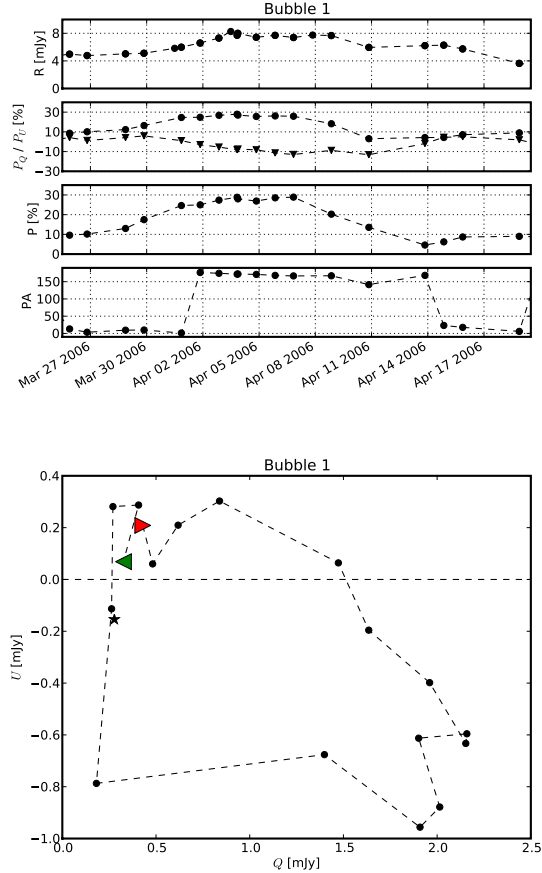 Bubble 1
R [mJy]
8
4
0
P_Q / P_U [%]
30
10
−10
−30
P [%]
30
20
10
0
PA
150
100
50
0
Mar 27 2006
Mar 30 2006
Apr 02 2006
Apr 05 2006
Apr 08 2006
Apr 11 2006
Apr 14 2006
Apr 17 2006
Bubble 1
U [mJy]
0.4
0.2
0.0
−0.2
−0.4
−0.6
−0.8
−1.0
0.0 0.5 1.0 1.5 2.0 2.5
Q [mJy]